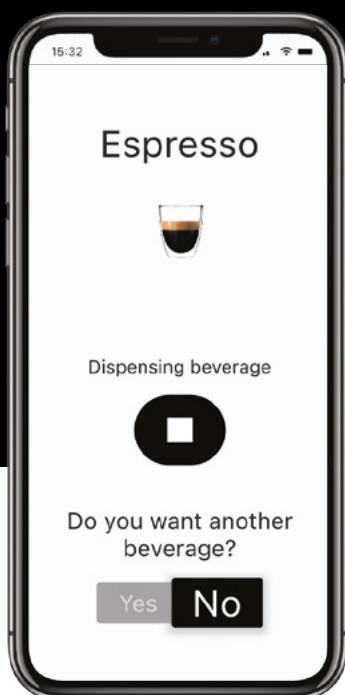 15:32
Espresso
Dispensing beverage
Do you want another
beverage?
Yes No